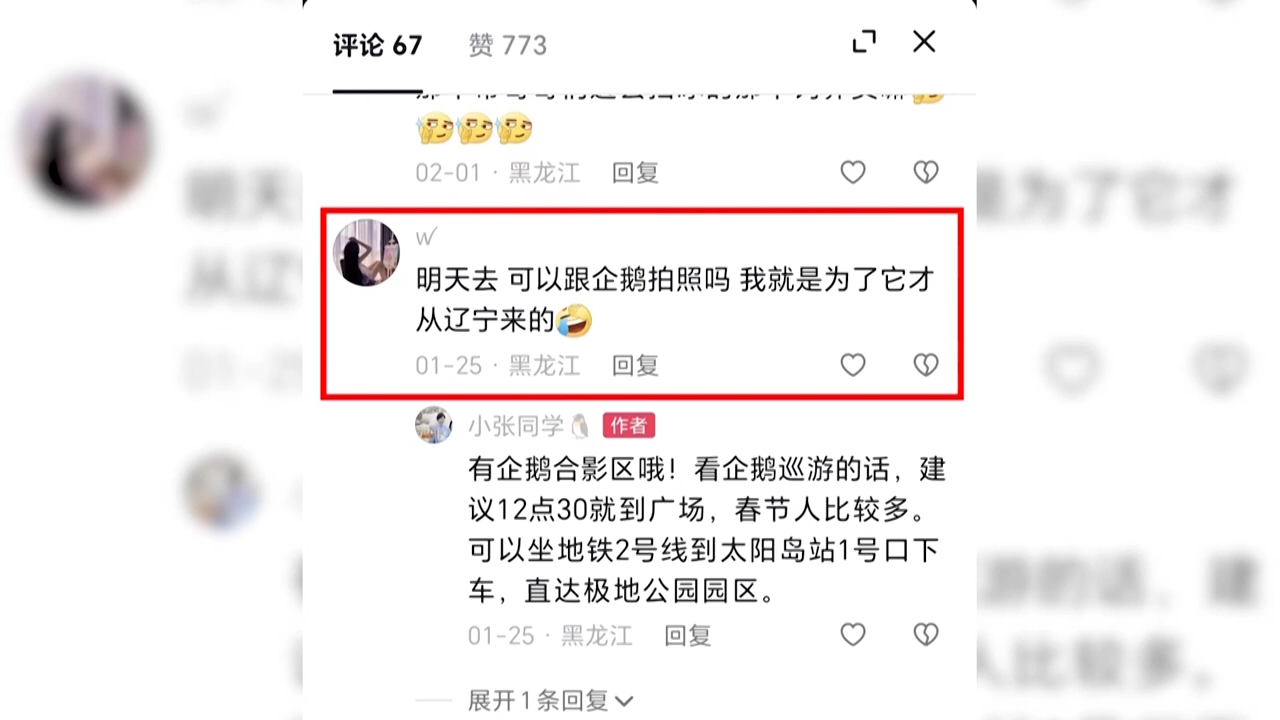 评论 67
赞 773
02-01 · 黑龙江 回复
w
明天去 可以跟企鹅拍照吗 我就是为了它才
从辽宁来的
01-25 · 黑龙江 回复
小张同学 作者
有企鹅合影区哦！看企鹅巡游的话，建
议12点30就到广场，春节人比较多。
可以坐地铁2号线到太阳岛站1号口下
车，直达极地公园园区。
01-25 · 黑龙江 回复
展开1条回复